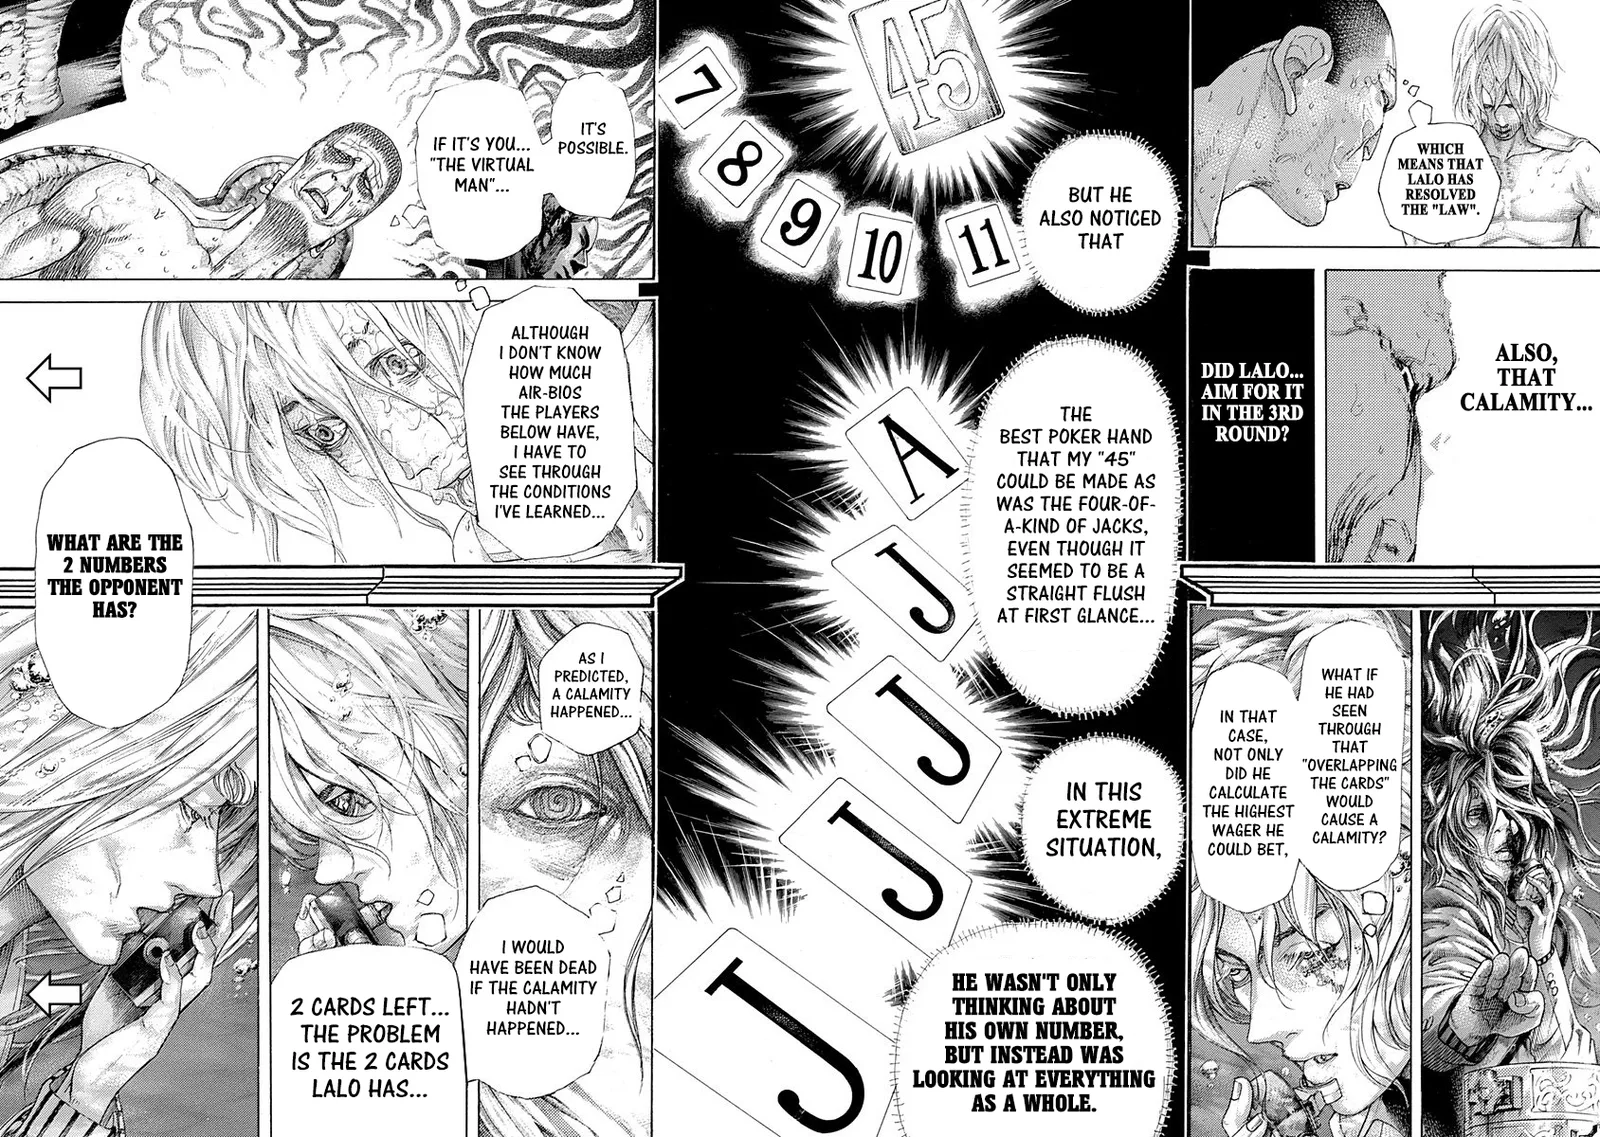 WHICH
MEANS THAT
LALO HAS
RESOLVED
THE "LAW".
ALSO,
THAT
CALAMITY...
DID LALO...
AIM FOR IT
IN THE 3RD
ROUND?
WHAT IF
HE HAD
SEEN
THROUGH
THAT
"OVERLAPPING
THE CARDS"
WOULD
CAUSE A
CALAMITY?
IN THAT
CASE,
NOT ONLY
DID HE
CALCULATE
THE HIGHEST
WAGER HE
COULD BET,
45
7
8
9
10
11
BUT HE
ALSO NOTICED
THAT
THE
BEST POKER HAND
THAT MY "45"
COULD BE MADE AS
WAS THE FOUR-OF-
A-KIND OF JACKS,
EVEN THOUGH IT
SEEMED TO BE A
STRAIGHT FLUSH
AT FIRST GLANCE...
A
J
J
J
J
IN THIS
EXTREME
SITUATION,
HE WASN'T ONLY
THINKING ABOUT
HIS OWN NUMBER,
BUT INSTEAD WAS
LOOKING AT EVERYTHING
AS A WHOLE.
IT'S
POSSIBLE.
IF IT'S YOU...
"THE VIRTUAL
MAN"...
ALTHOUGH
I DON'T KNOW
HOW MUCH
AIR-BIOS
THE PLAYERS
BELOW HAVE,
I HAVE TO
SEE THROUGH
THE CONDITIONS
I'VE LEARNED...
WHAT ARE THE
2 NUMBERS
THE OPPONENT
HAS?
AS I
PREDICTED,
A CALAMITY
HAPPENED...
I WOULD
HAVE BEEN DEAD
IF THE CALAMITY
HADN'T
HAPPENED...
2 CARDS LEFT...
THE PROBLEM
IS THE 2 CARDS
LALO HAS...